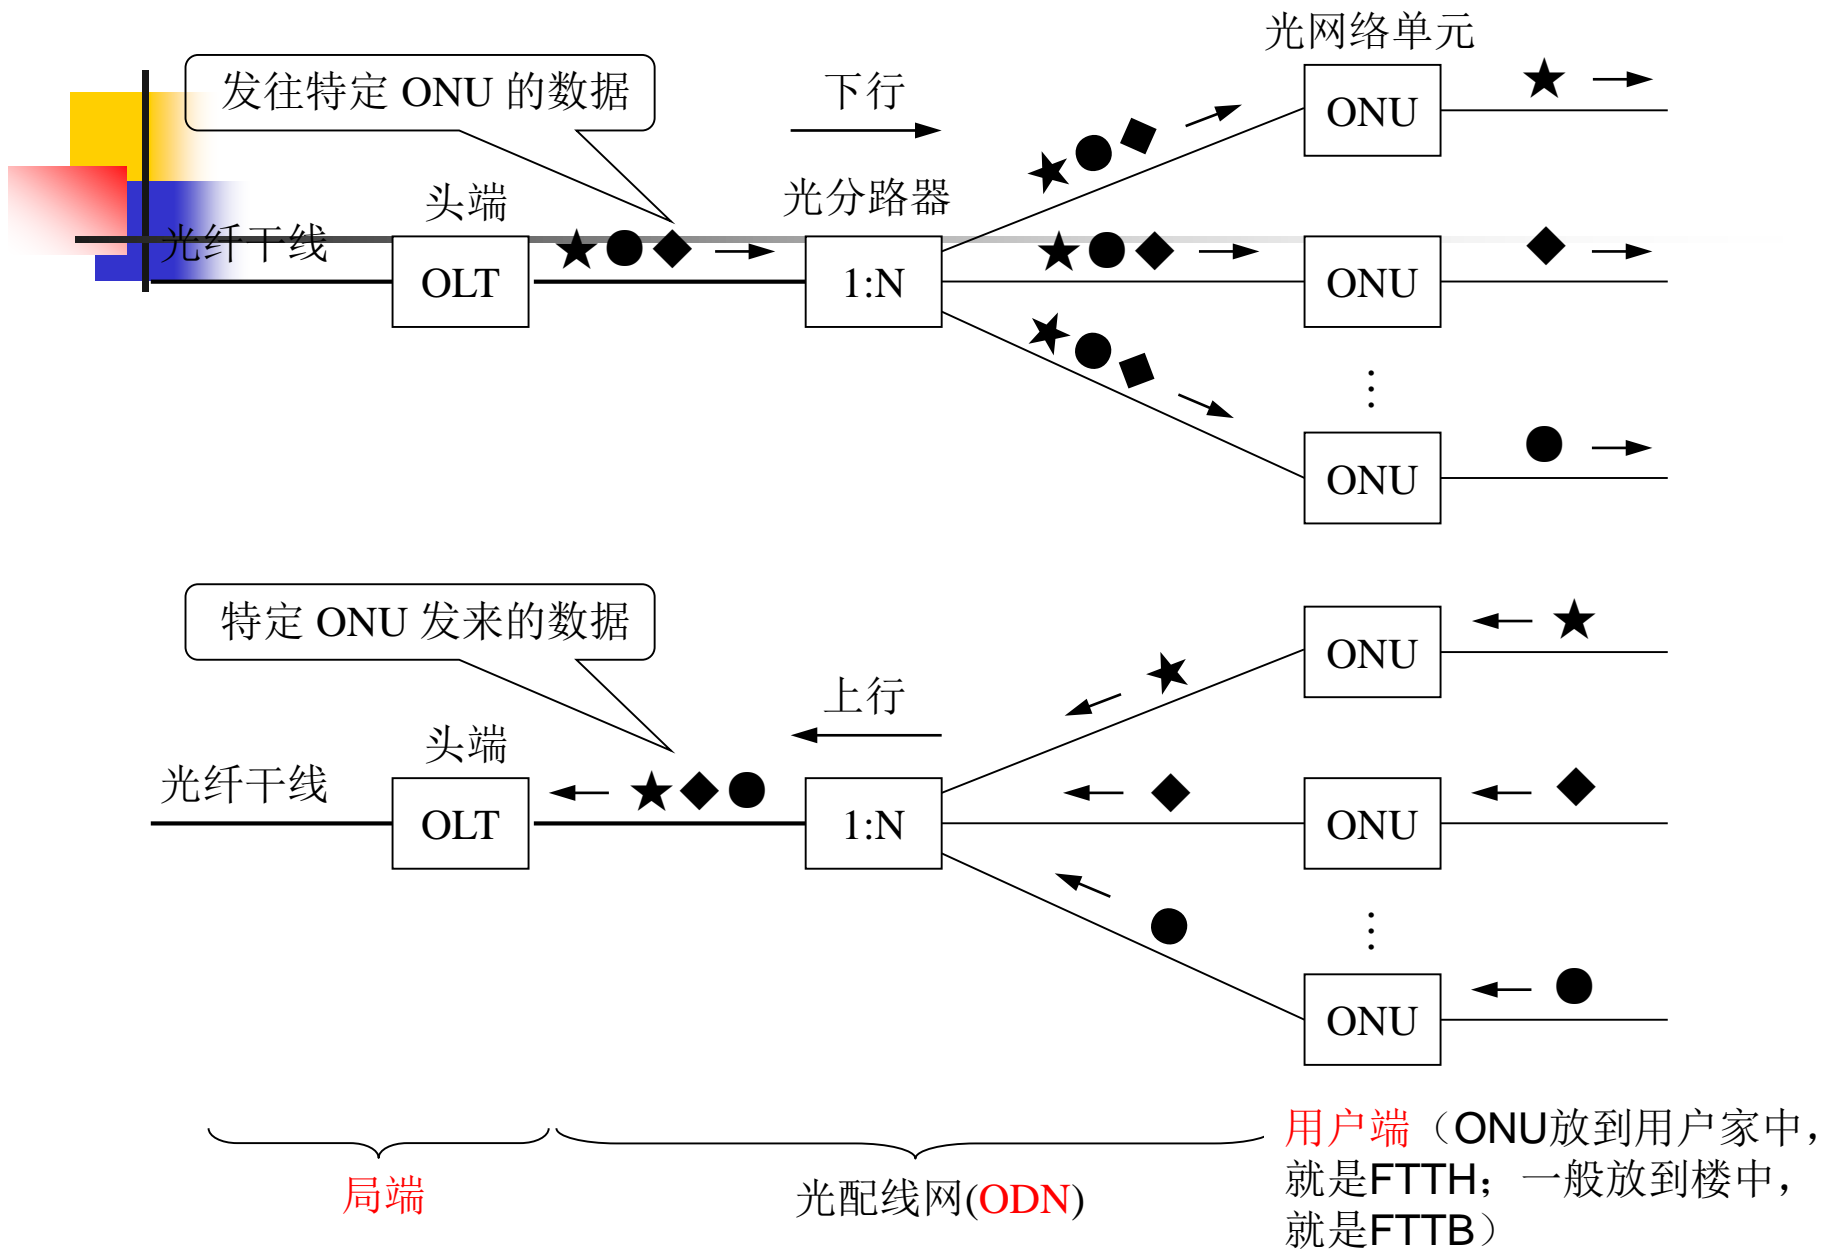 光网络单元
发往特定 ONU 的数据
下行
ONU
头端
光分路器
光纤干线
OLT
1:N
ONU
ONU
特定 ONU 发来的数据
上行
ONU
头端
光纤干线
OLT
1:N
ONU
ONU
用户端（ONU放到用户家中，
就是FTTH；一般放到楼中，
就是FTTB）
局端
光配线网(ODN)